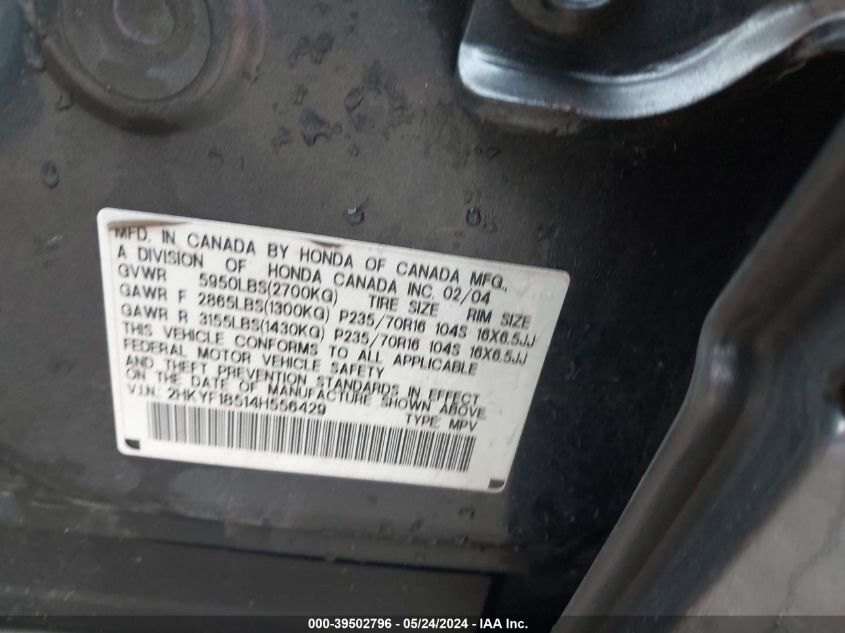 MFD. IN CANADA BY HONDA OF CANADA MFG.,
A DIVISION OF HONDA CANADA INC. 02/04
GVWR 5950LBS(2700KG) TIRE SIZE RIM SIZE
GAWR F 2865LBS(1300KG) P235/70R16 104S 16X6.5JJ
GAWR R 3155LBS(1430KG) P235/70R16 104S 16X6.5JJ
THIS VEHICLE CONFORMS TO ALL APPLICABLE
FEDERAL MOTOR VEHICLE SAFETY
AND THEFT PREVENTION STANDARDS IN EFFECT
ON THE DATE OF MANUFACTURE SHOWN ABOVE
V.I.N.: 2HKYF18514H556429
TYPE: MPV
000-39502796 - 05/24/2024 - IAA Inc.